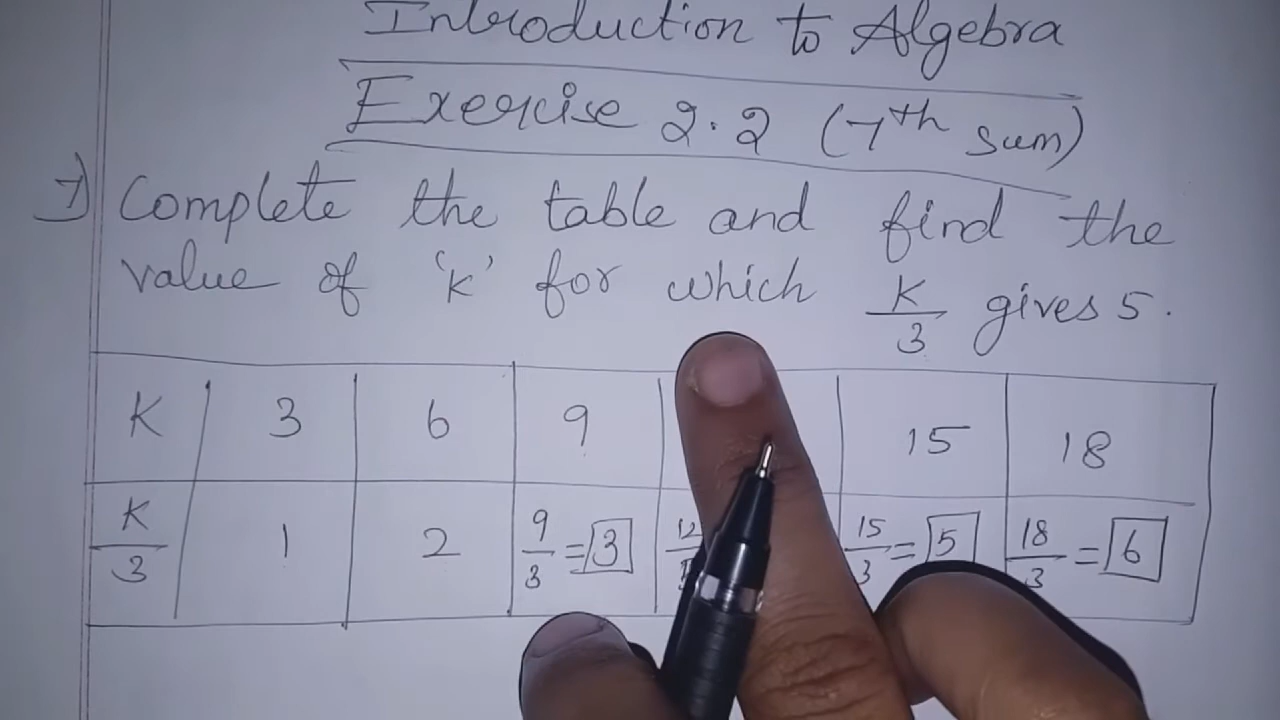 Introduction to Algebra
Exercise 2.2 (7th sum)
7) Complete the table and find the
value of 'k' for which K/3 gives 5.
K 3 6 9 15 18
K/3 1 2 9/3 = 3 12 15/3 = 5 18/3 = 6